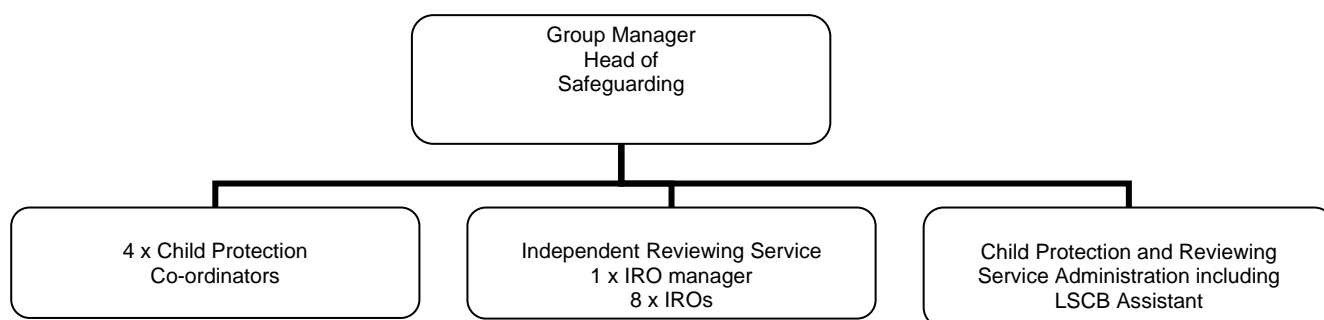 Group Manager
Head of
Safeguarding
4 x Child Protection
Co-ordinators
Independent Reviewing Service
1 x IRO manager
8 x IROs
Child Protection and Reviewing
Service Administration including
LSCB Assistant